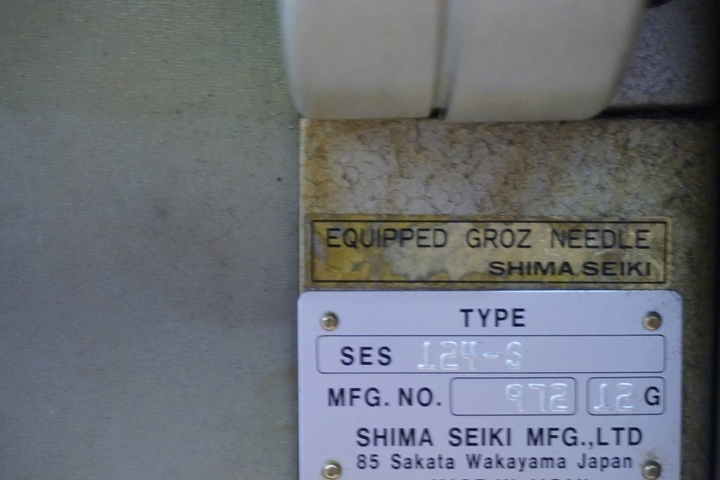 EQUIPPED GROZ NEEDLE
SHIMA SEIKI
TYPE
SES 124-S
MFG. NO. 972 12 G
SHIMA SEIKI MFG.,LTD
85 Sakata Wakayama Japan